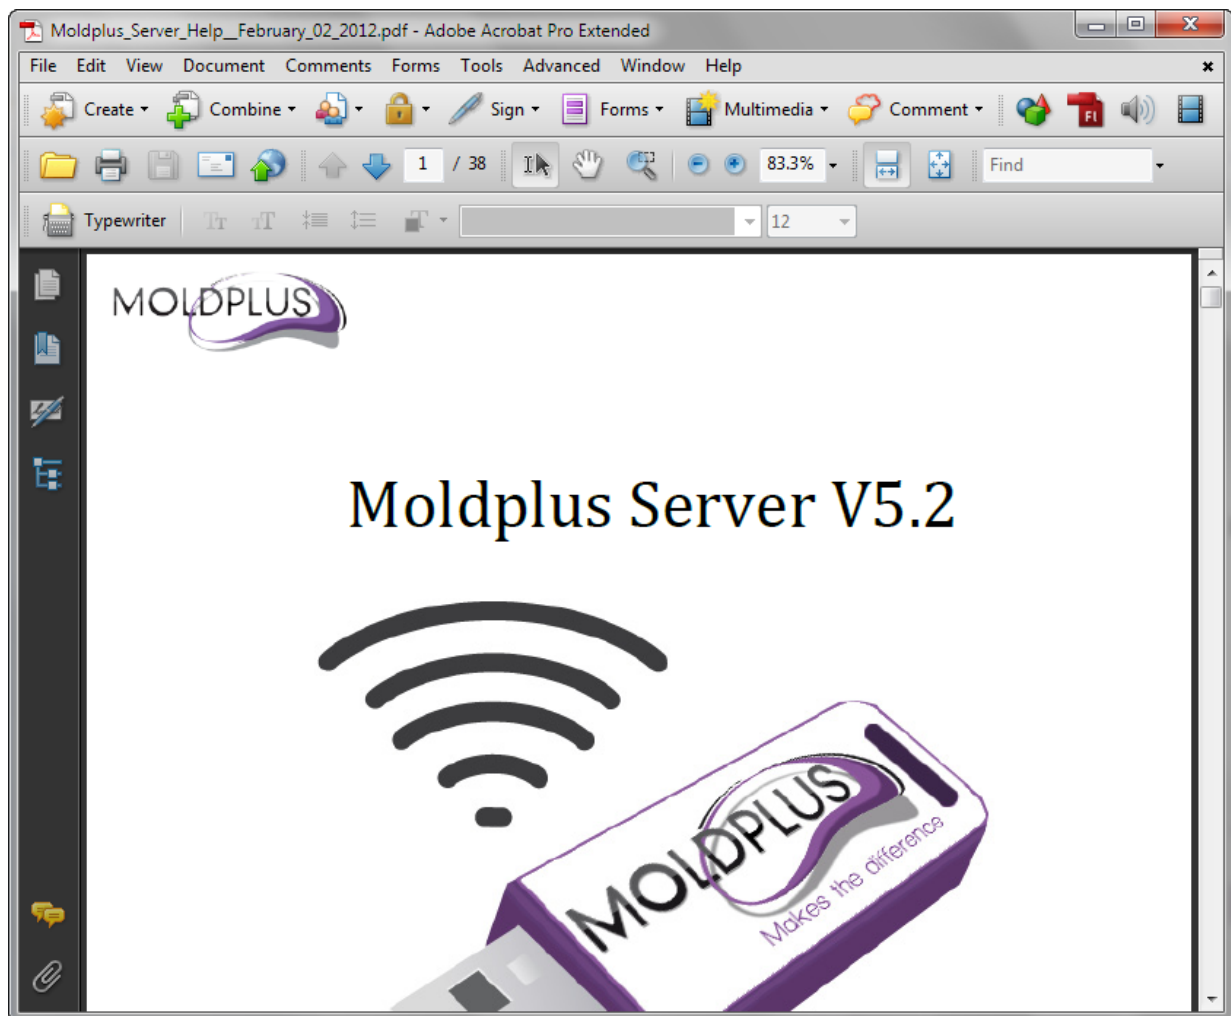 Moldplus_Server_Help__February_02_2012.pdf - Adobe Acrobat Pro Extended
File Edit View Document Comments Forms Tools Advanced Window Help
Create Combine Sign Forms Multimedia Comment
1 / 38 83.3% Find
Typewriter 12
MOLDPLUS
Moldplus Server V5.2
MOLDPLUS
Makes the difference